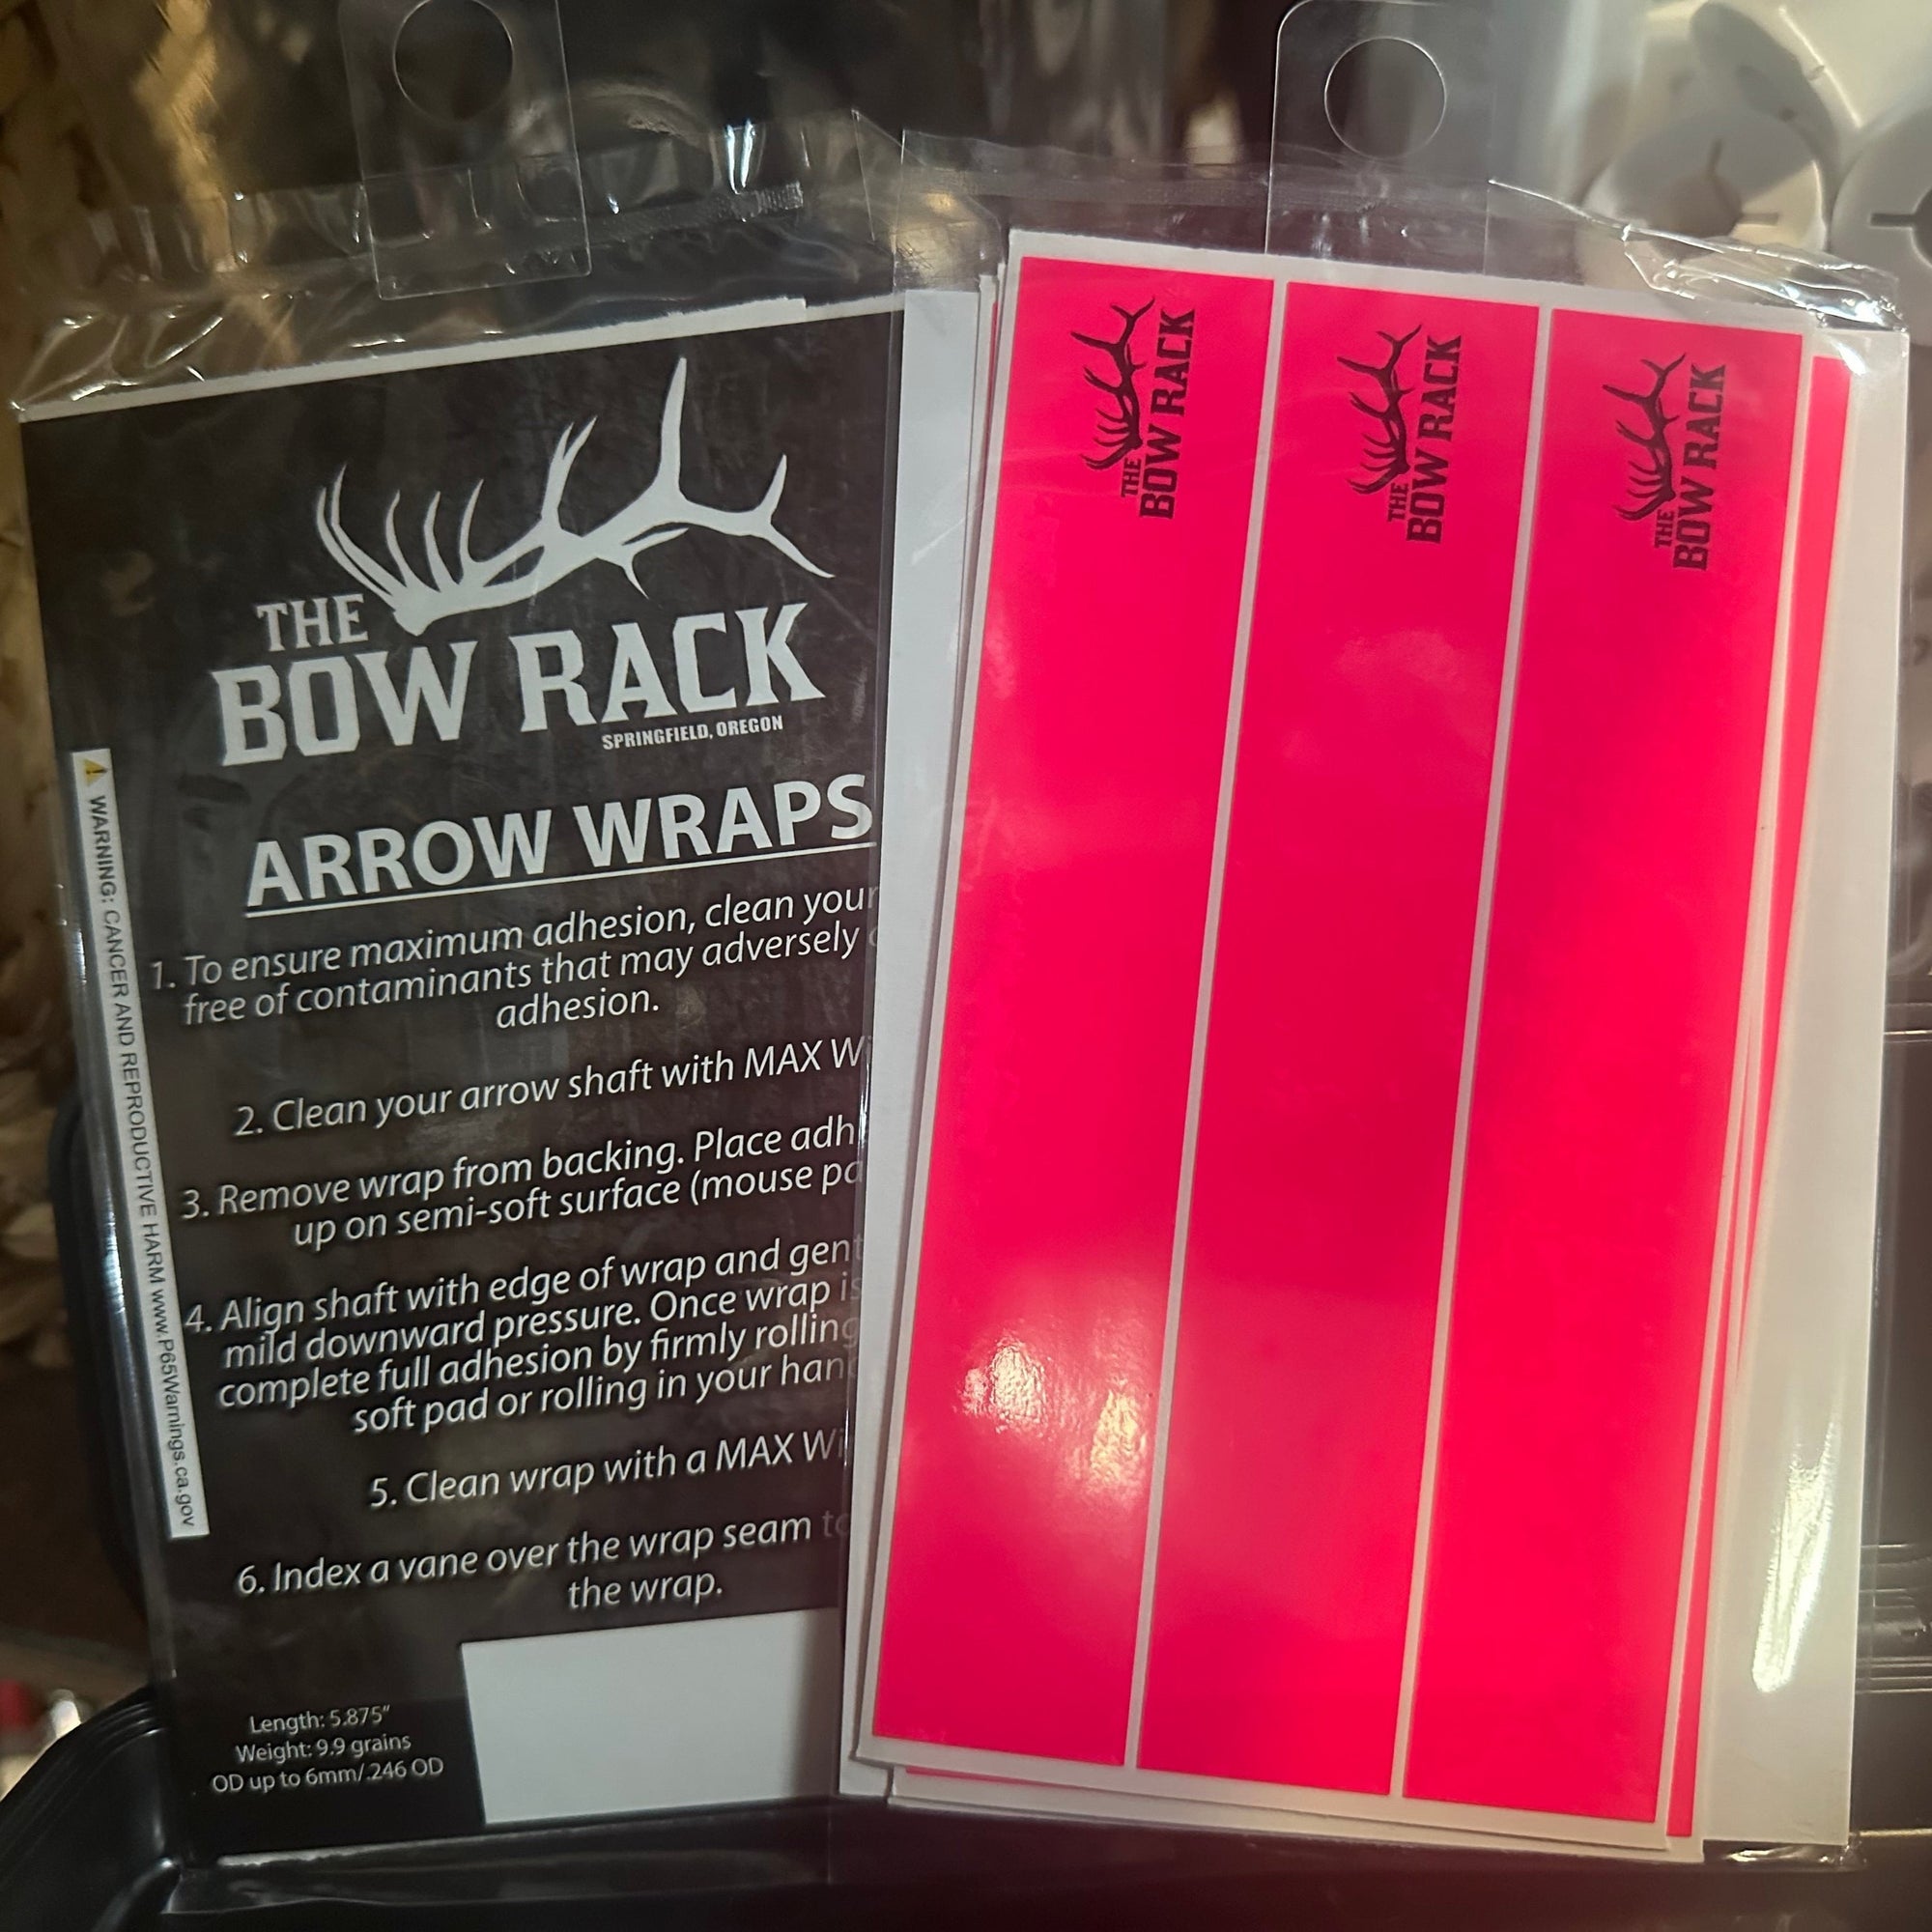 THE
BOW RACK
SPRINGFIELD, OREGON
ARROW WRAPS
1. To ensure maximum adhesion, clean your
free of contaminants that may adversely
adhesion.
2. Clean your arrow shaft with MAX
3. Remove wrap from backing. Place
up on semi-soft surface (mouse
4. Align shaft with edge of wrap and
mild downward pressure. Once wrap
complete full adhesion by firmly rolling
soft pad or rolling in your
5. Clean wrap with a MAX
6. Index a vane over the wrap seam
the wrap.
Length: 5.875"
Weight: 9.9 grains
OD up to 6mm/.246 OD
WARNING: CANCER AND REPRODUCTIVE HARM www.P65Warnings.ca.gov
THE
BOW RACK
THE
BOW RACK
THE
BOW RACK